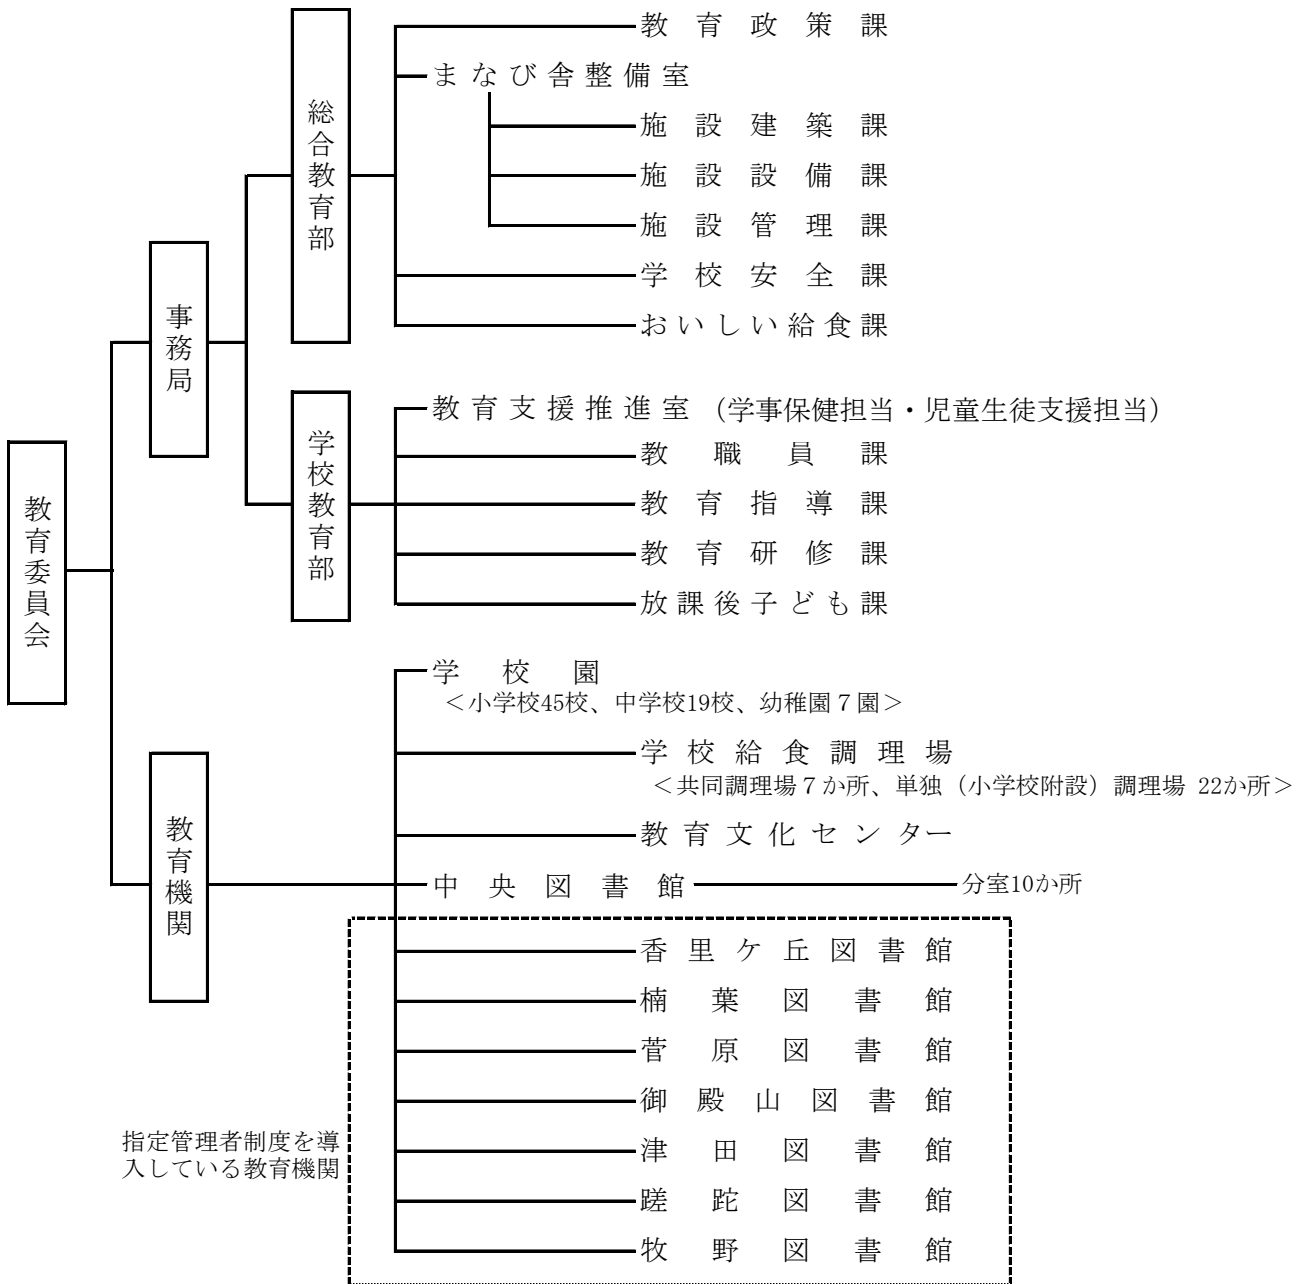 教育委員会
事務局
総合教育部
教育政策課
まなび舎整備室
施設建築課
施設設備課
施設管理課
学校安全課
おいしい給食課
学校教育部
教育支援推進室 (学事保健担当・児童生徒支援担当)
教職員課
教育指導課
教育研修課
放課後子ども課
教育機関
学校園
＜小学校45校、中学校19校、幼稚園７園＞
学校給食調理場
＜共同調理場７か所、単独（小学校附設）調理場 22か所＞
教育文化センター
中央図書館
分室10か所
指定管理者制度を導
入している教育機関
香里ケ丘図書館
楠葉図書館
菅原図書館
御殿山図書館
津田図書館
蹉跎図書館
牧野図書館